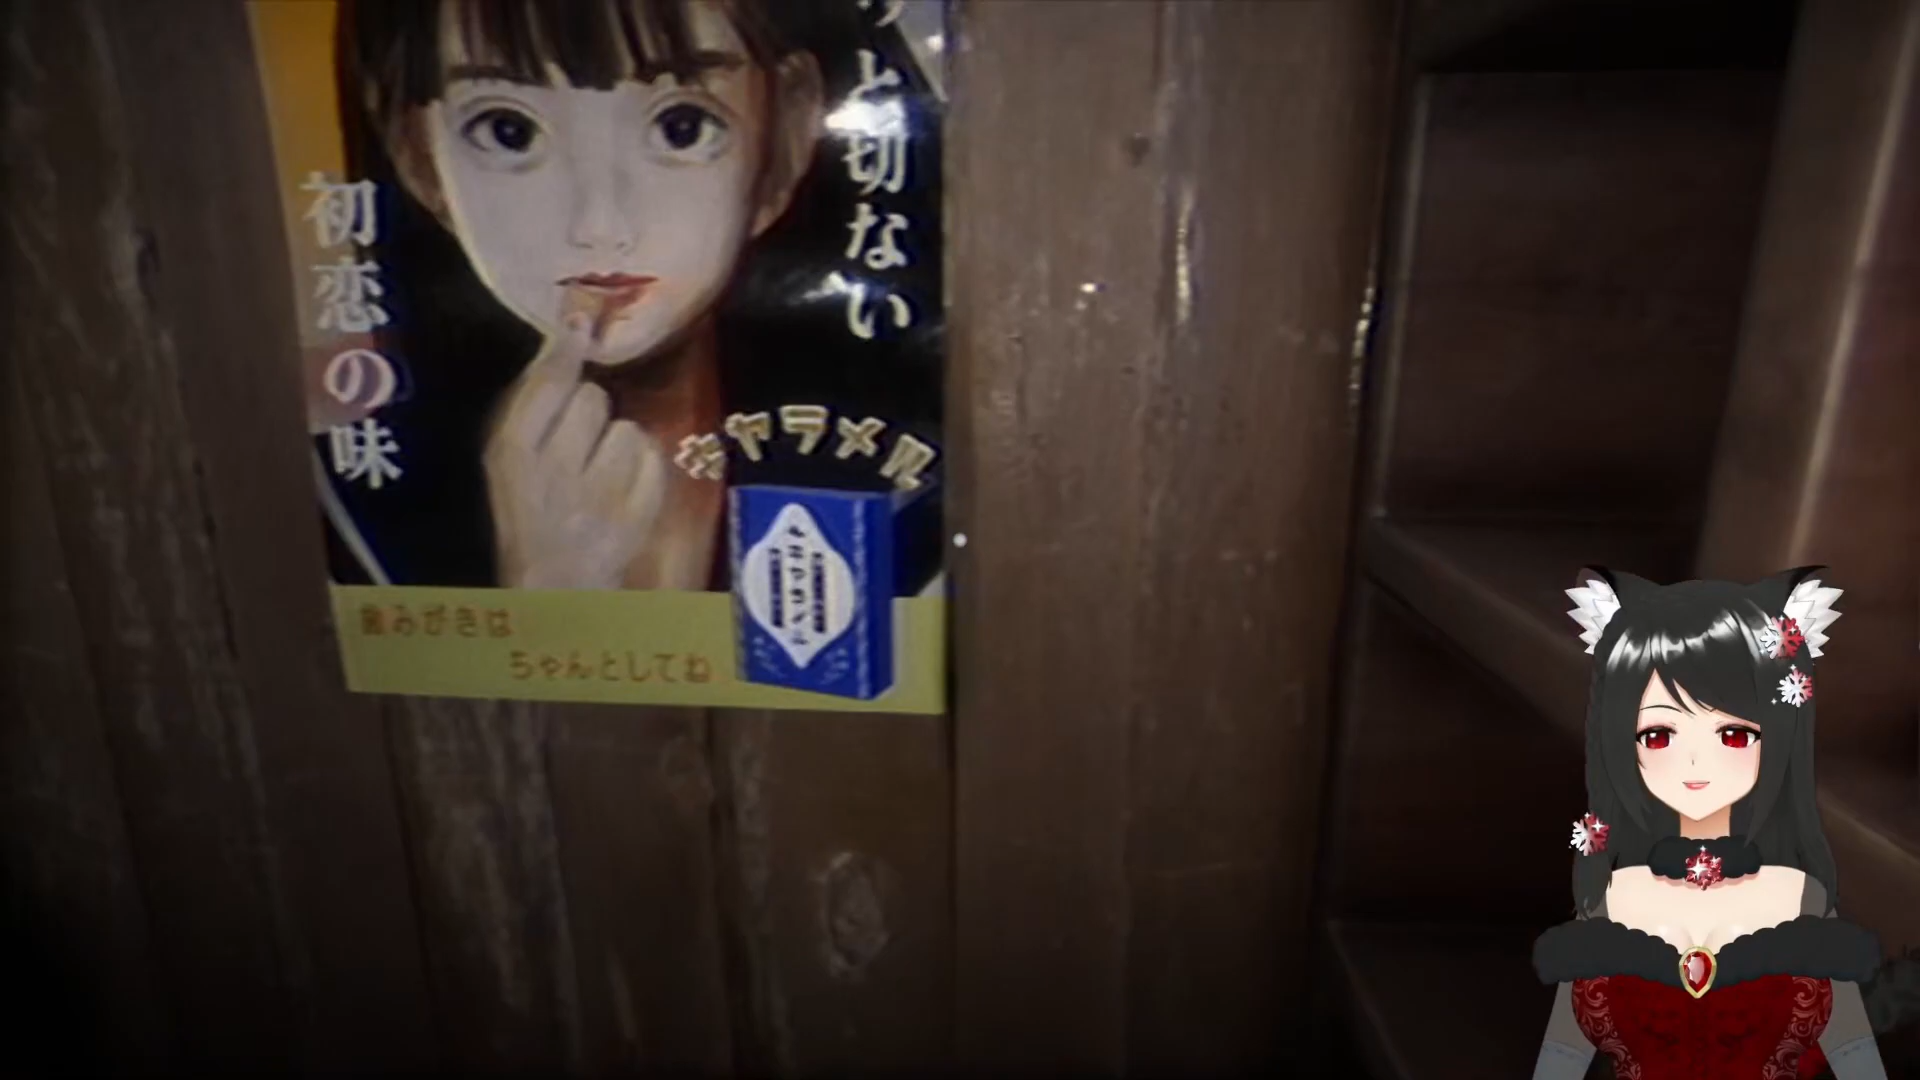 と切ない
初恋の味
キャラメル
歯みがきは
ちゃんとしてね